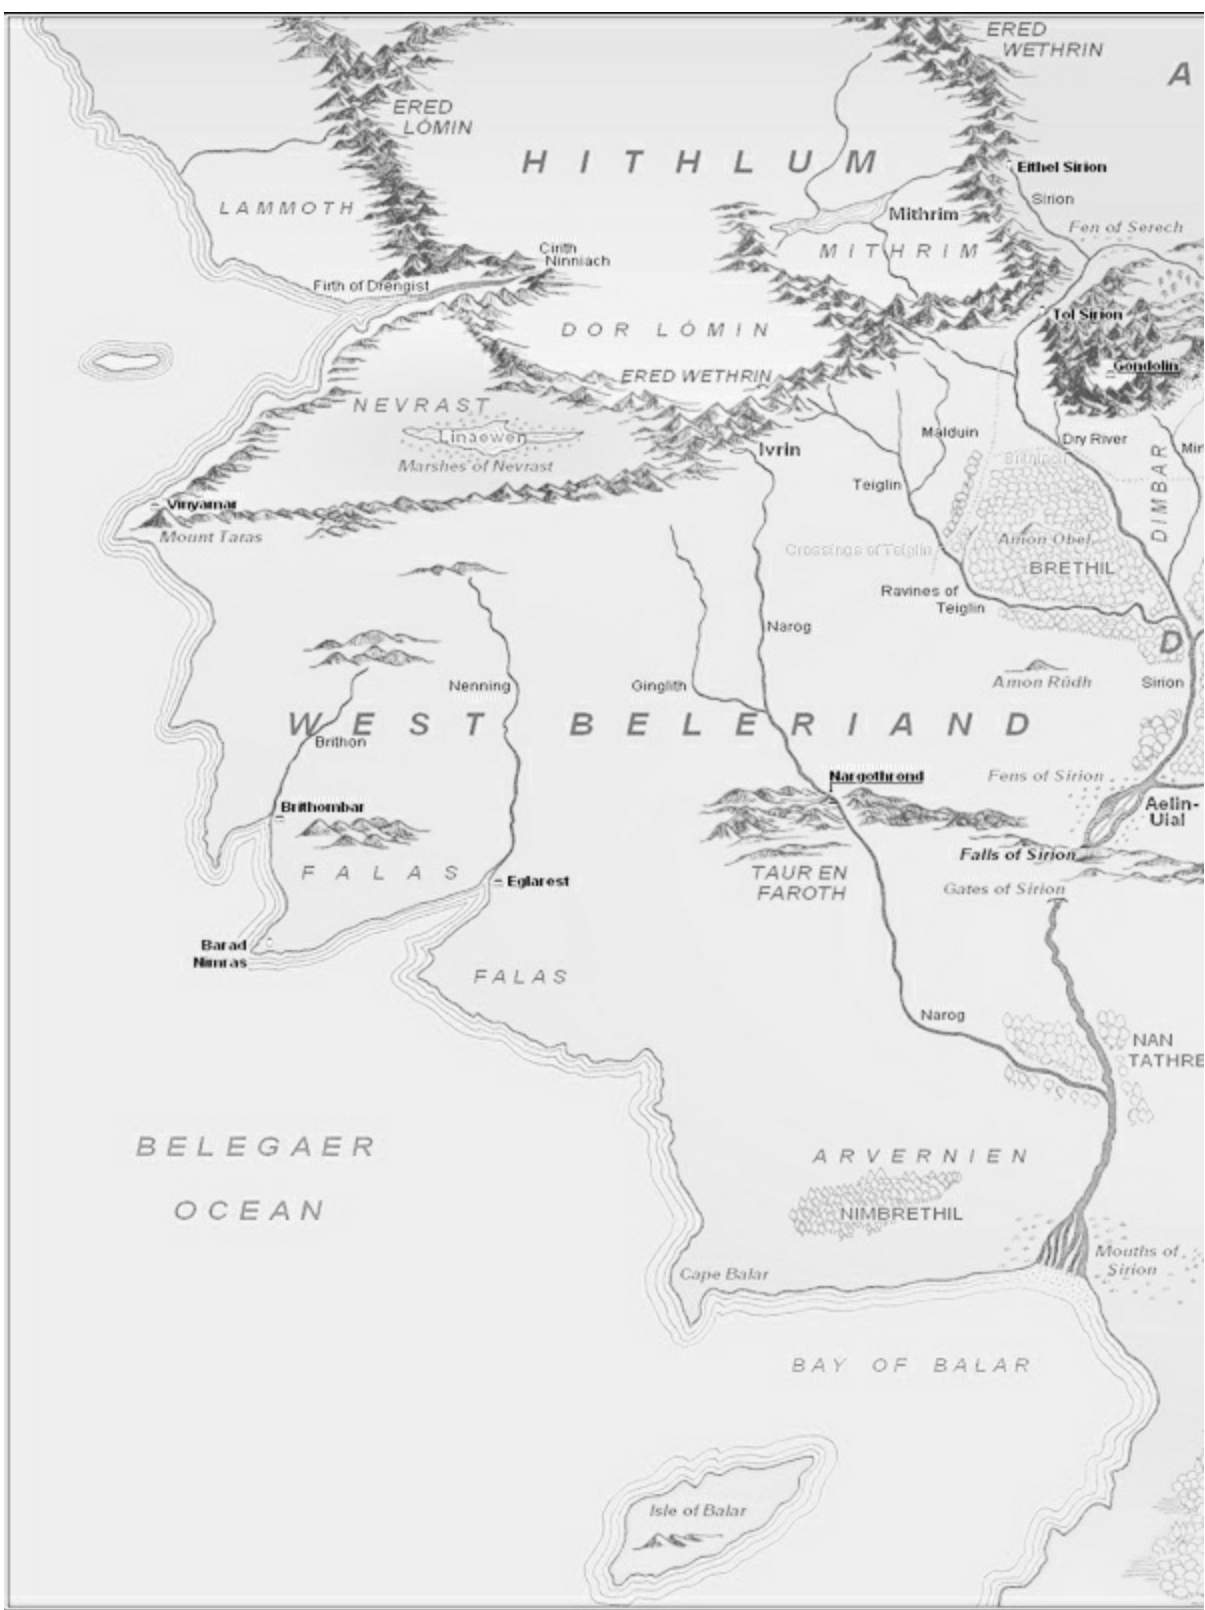 ERED
WETHRIN
A
ERED
LÓMIN
HITHLUM
Eithel Sirion
Sirion
LAMMOTH
Mithrim
Fen of Serech
Cirith
Ninniach
MITHRIM
Firth of Drengist
Tol Sirion
DOR LÓMIN
Gondolin
ERED WETHRIN
NEVRAST
Linaewen
Malduin
Dry River
Marshes of Nevrast
Ivrin
DIMBAR
Teiglin
Vinyamar
Mount Taras
Amon Obel
Crossings of Teiglin
BRETHIL
Ravines of
Teiglin
Narog
D
Nenning
Ginglith
Amon Rûdh
Sirion
WEST BELERIAND
Brithon
Nargothrond
Fens of Sirion
Brithombar
Aelin-
Uial
Falls of Sirion
FALAS
Eglarest
TAUR EN
FAROTH
Gates of Sirion
Barad
Nimras
FALAS
Narog
NAN
TATHRE
BELEGAER
OCEAN
ARVERNIEN
NIMBRETHIL
Mouths of
Sirion
Cape Balar
BAY OF BALAR
Isle of Balar